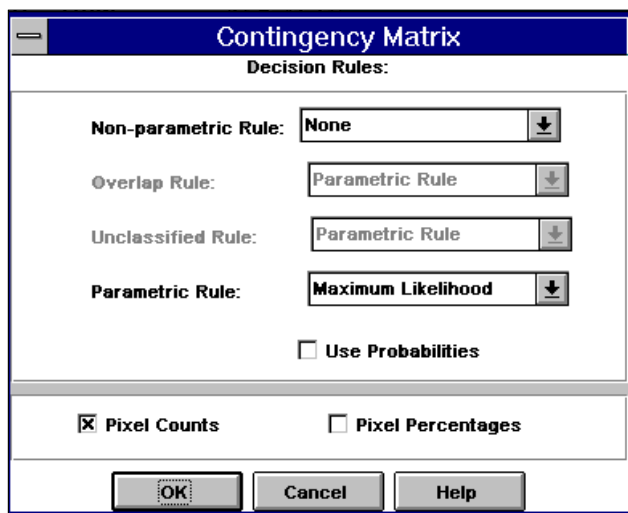 Contingency Matrix
Decision Rules:
Non-parametric Rule: None
Overlap Rule: Parametric Rule
Unclassified Rule: Parametric Rule
Parametric Rule: Maximum Likelihood
Use Probabilities
Pixel Counts Pixel Percentages
OK Cancel Help